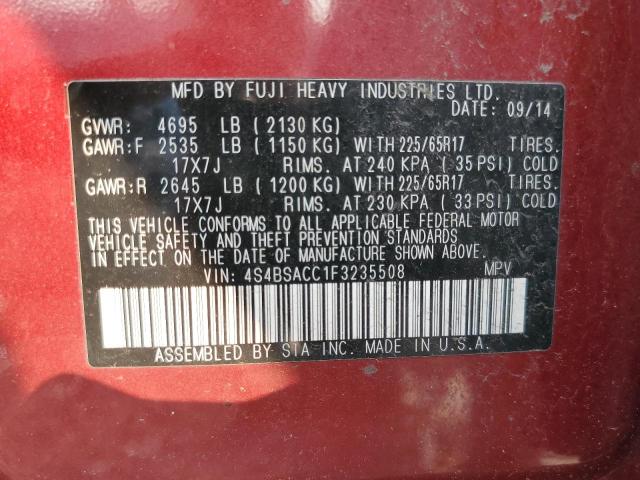 MFD BY FUJI HEAVY INDUSTRIES LTD.
DATE: 09/14
GVWR: 4695 LB (2130 KG)
GAWR:F 2535 LB (1150 KG) WITH 225/65R17 TIRES.
17X7J RIMS. AT 240 KPA (35 PSI) COLD
GAWR:R 2645 LB (1200 KG) WITH 225/65R17 TIRES.
17X7J RIMS. AT 230 KPA (33 PSI) COLD
THIS VEHICLE CONFORMS TO ALL APPLICABLE FEDERAL MOTOR
VEHICLE SAFETY AND THEFT PREVENTION STANDARDS
IN EFFECT ON THE DATE OF MANUFACTURE SHOWN ABOVE.
VIN: 4S4BSACC1F3235508 MPV
ASSEMBLED BY SIA INC. MADE IN U.S.A.